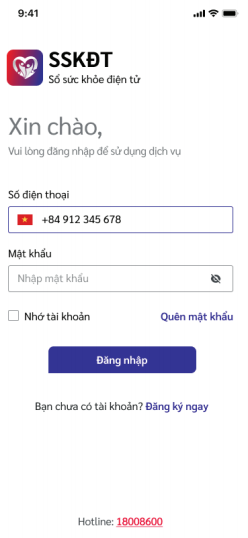 9:41
SSKĐT
Sổ sức khỏe điện tử
Xin chào,
Vui lòng đăng nhập để sử dụng dịch vụ
Số điện thoại
+84 912 345 678
Mật khẩu
Nhập mật khẩu
Nhớ tài khoản
Quên mật khẩu
Đăng nhập
Bạn chưa có tài khoản? Đăng ký ngay
Hotline: 18008600